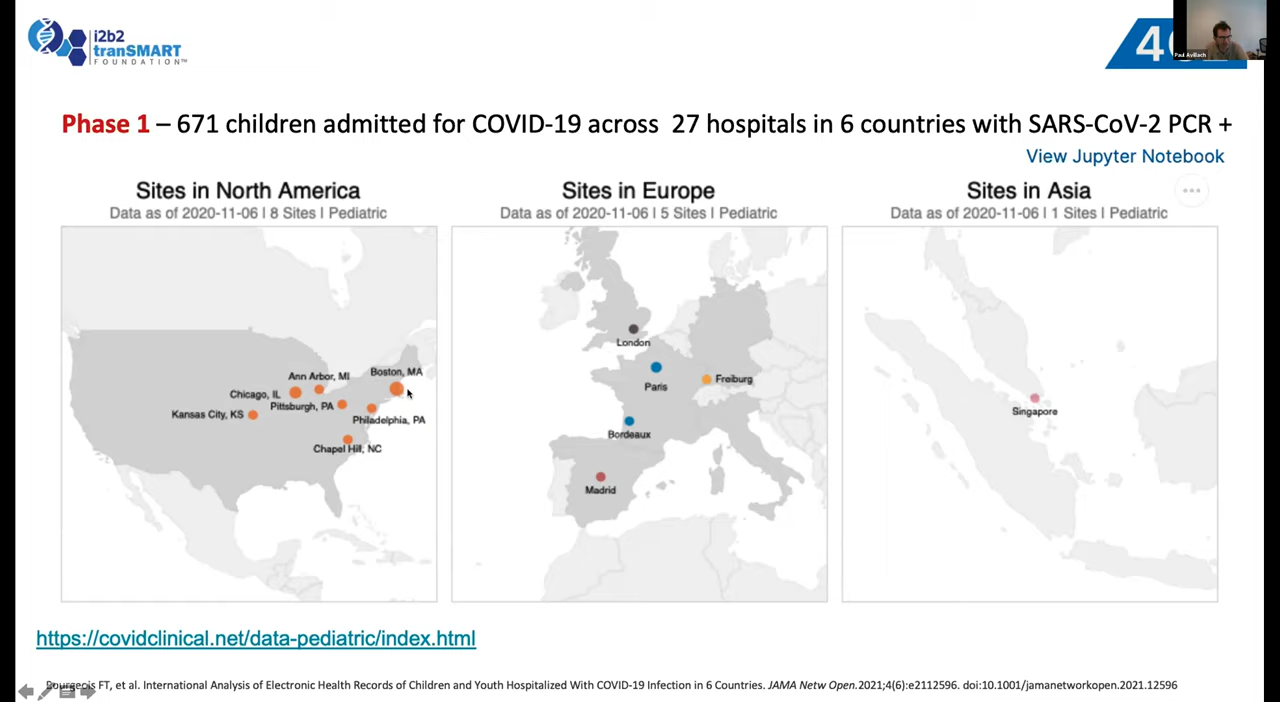 i2b2
tranSMART
FOUNDATION™
4
Paul Avillach
Phase 1 – 671 children admitted for COVID-19 across 27 hospitals in 6 countries with SARS-CoV-2 PCR +
View Jupyter Notebook
Sites in North America
Data as of 2020-11-06 | 8 Sites | Pediatric
Boston, MA
Ann Arbor, MI
Chicago, IL
Pittsburgh, PA
Kansas City, KS
Philadelphia, PA
Chapel Hill, NC
Sites in Europe
Data as of 2020-11-06 | 5 Sites | Pediatric
London
Paris
Freiburg
Bordeaux
Madrid
Sites in Asia
Data as of 2020-11-06 | 1 Sites | Pediatric
Singapore
https://covidclinical.net/data-pediatric/index.html
Bourgeois FT, et al. International Analysis of Electronic Health Records of Children and Youth Hospitalized With COVID-19 Infection in 6 Countries. JAMA Netw Open.2021;4(6):e2112596. doi:10.1001/jamanetworkopen.2021.12596